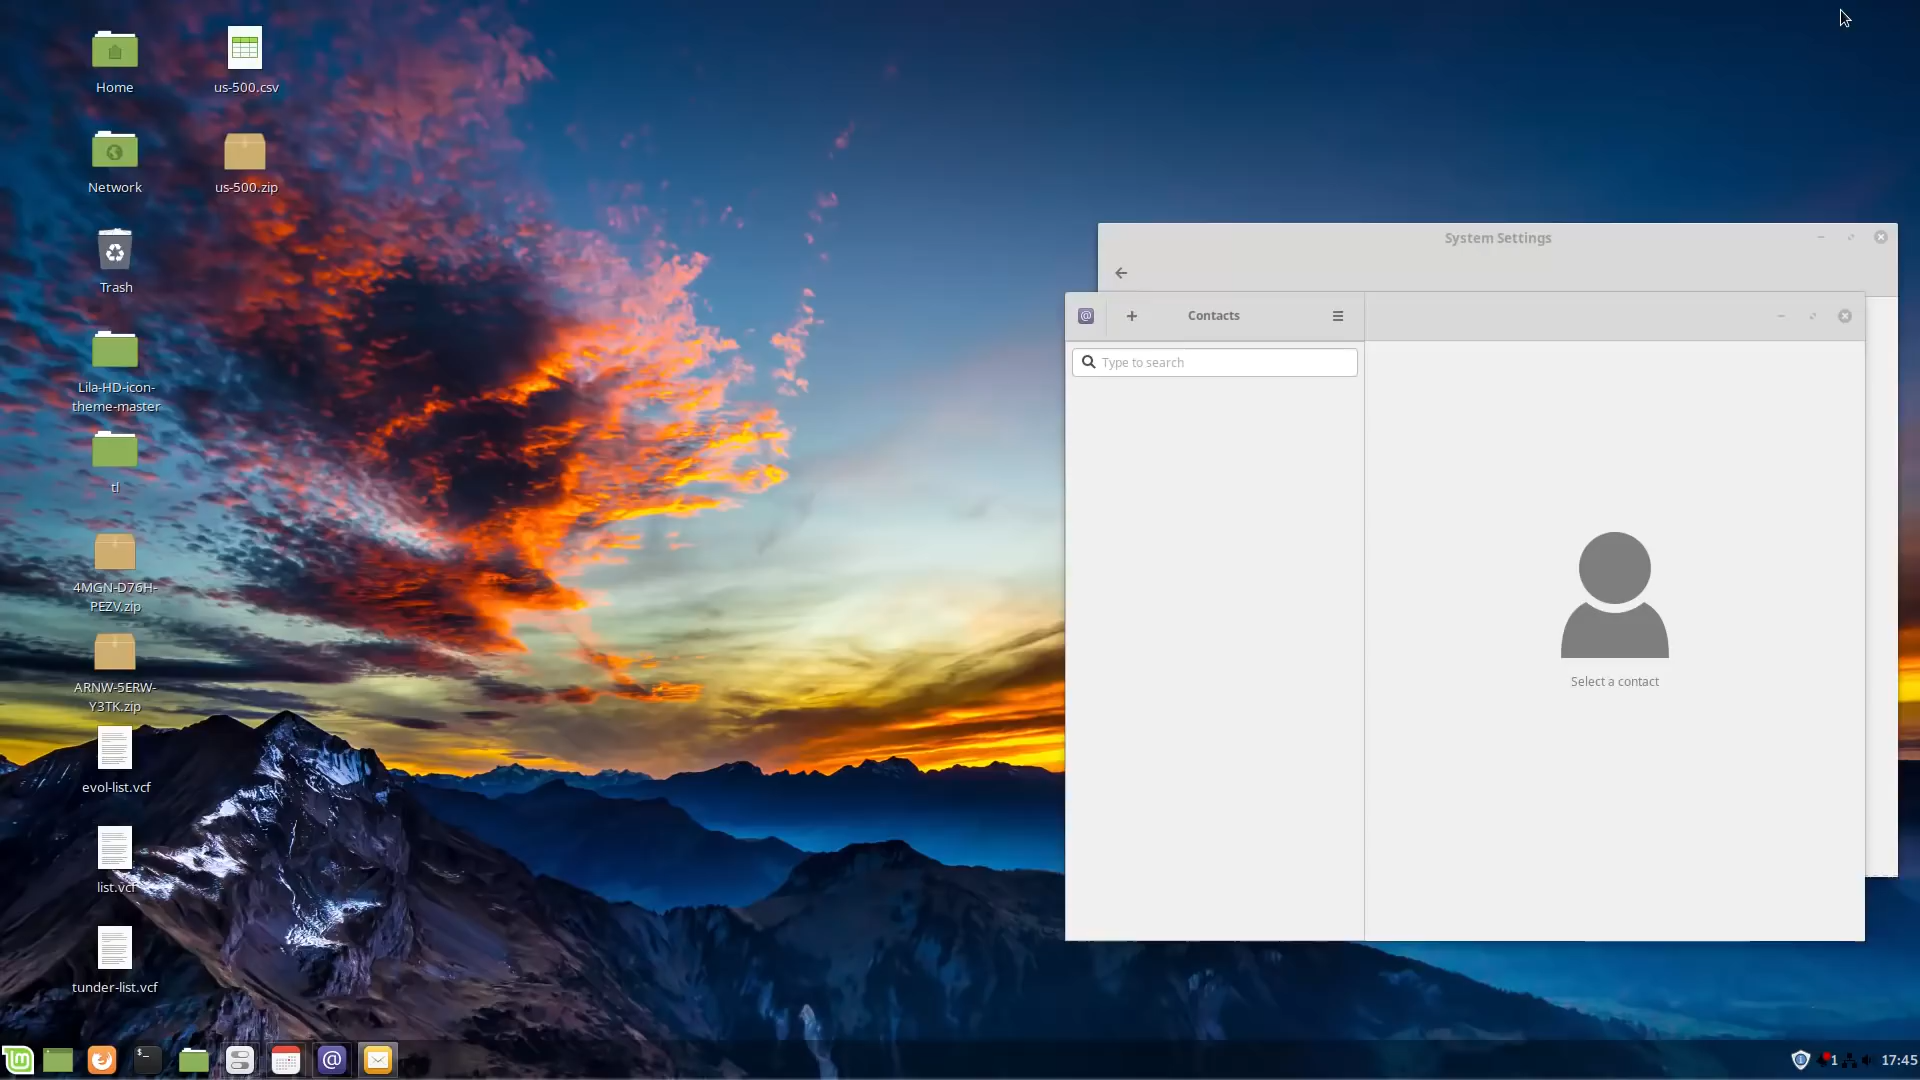 Home
us-500.csv
Network
us-500.zip
Trash
Lila-HD-icon-
theme-master
tl
4MGN-D76H-
PEZV.zip
ARNW-5ERW-
Y3TK.zip
evol-list.vcf
list.vcf
tunder-list.vcf
System Settings
Contacts
Type to search
Select a contact
1
17:45